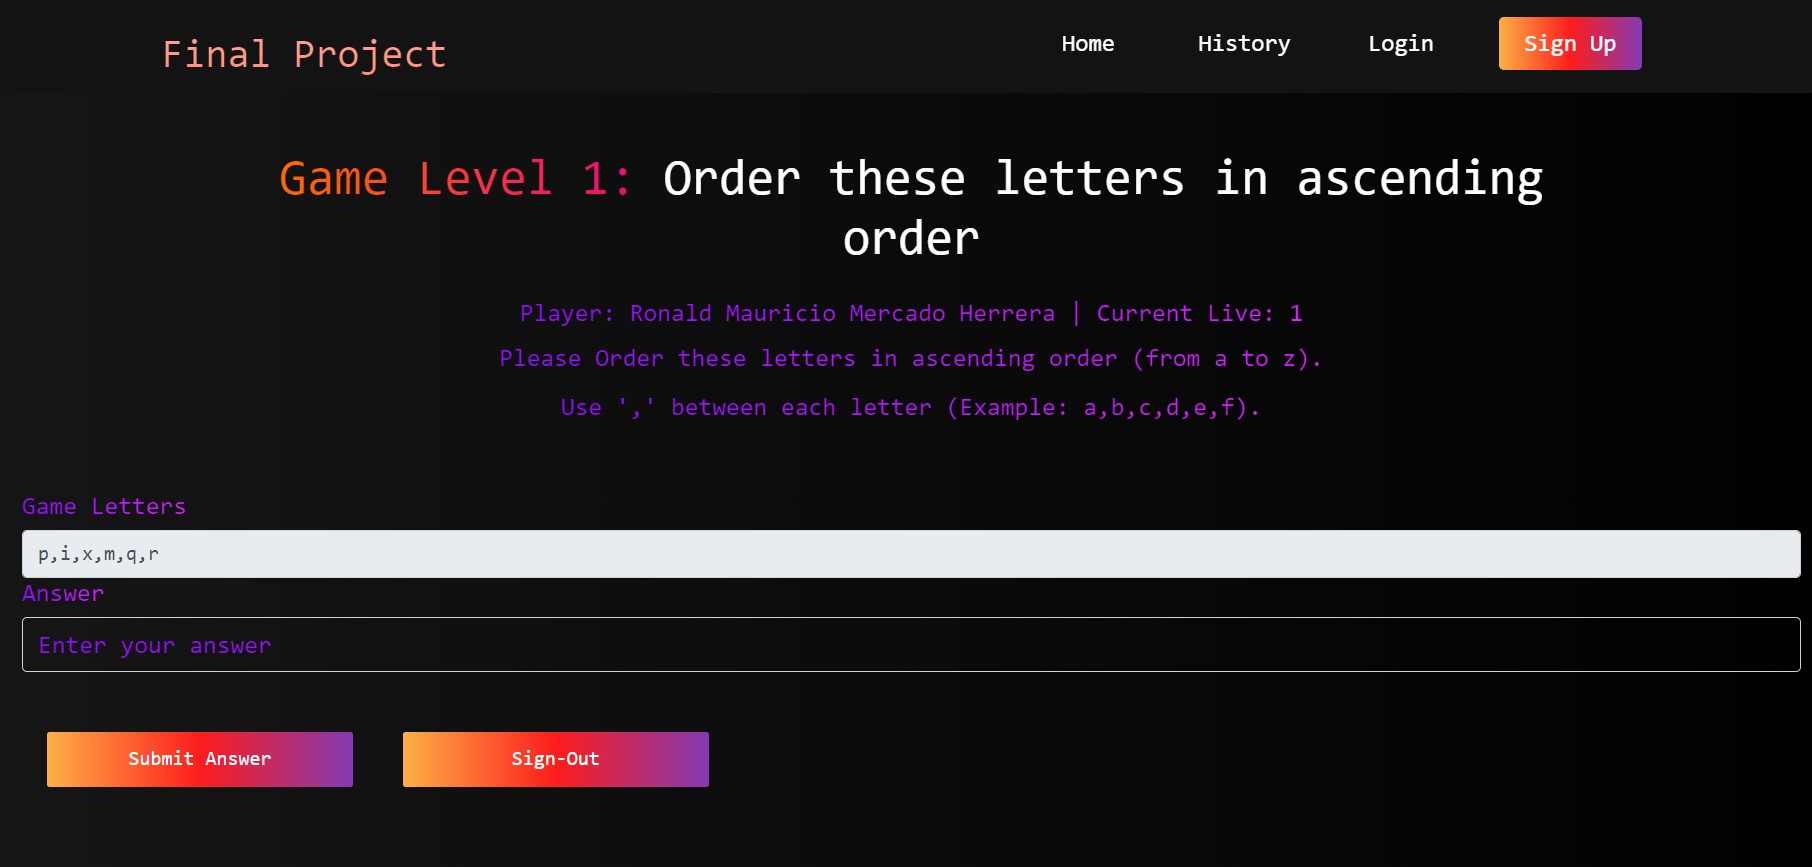 Final Project
Home
History
Login
Sign Up
Game Level 1: Order these letters in ascending
order
Player: Ronald Mauricio Mercado Herrera | Current Live: 1
Please Order these letters in ascending order (from a to z).
Use ',' between each letter (Example: a,b,c,d,e,f).
Game Letters
p,i,x,m,q,r
Answer
Enter your answer
Submit Answer
Sign-Out